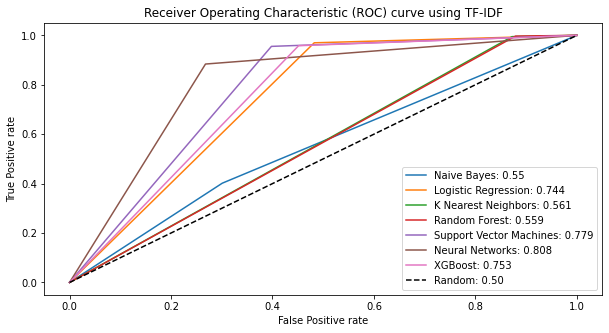 Receiver Operating Characteristic (ROC) curve using TF-IDF
1.0
0.8
0.6
0.4
0.2
0.0
True Positive rate
Naive Bayes: 0.55
Logistic Regression: 0.744
K Nearest Neighbors: 0.561
Random Forest: 0.559
Support Vector Machines: 0.779
Neural Networks: 0.808
XGBoost: 0.753
Random: 0.50
0.0 0.2 0.4 0.6 0.8 1.0
False Positive rate